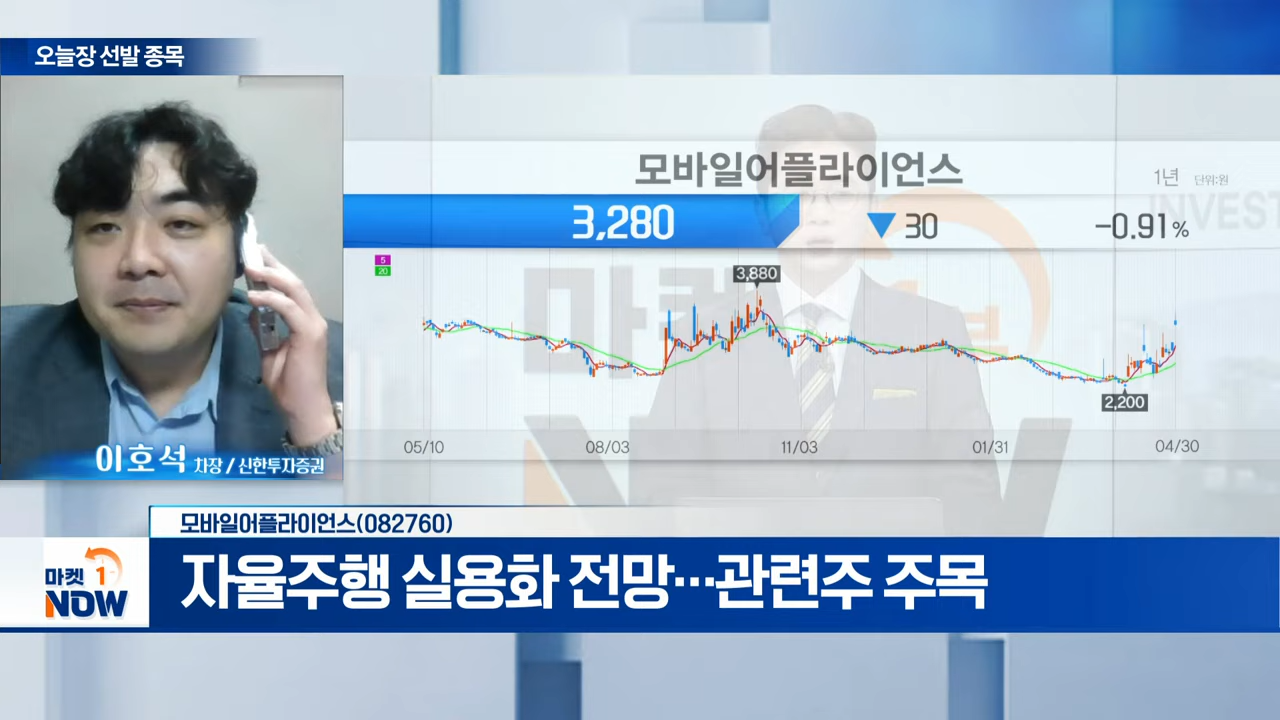 오늘장 선발 종목
모바일어플라이언스
1년 단위:원
3,280 ▼ 30 -0.91%
5
20
3,880
2,200
05/10 08/03 11/03 01/31 04/30
INVEST
마켓
NOW
이호석 차장 / 신한투자증권
모바일어플라이언스(082760)
자율주행 실용화 전망…관련주 주목
마켓 1
NOW